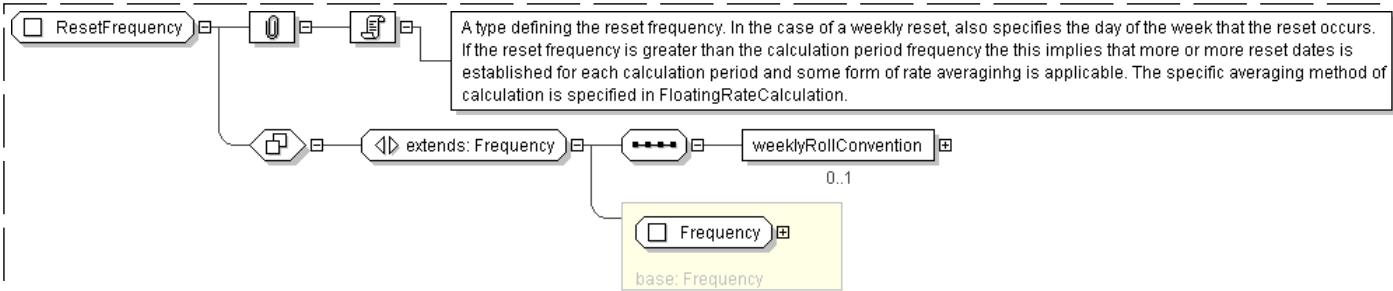 ResetFrequency
A type defining the reset frequency. In the case of a weekly reset, also specifies the day of the week that the reset occurs.
If the reset frequency is greater than the calculation period frequency the this implies that more or more reset dates is
established for each calculation period and some form of rate averaginhg is applicable. The specific averaging method of
calculation is specified in FloatingRateCalculation.
extends: Frequency
weeklyRollConvention
0..1
Frequency
base: Frequency